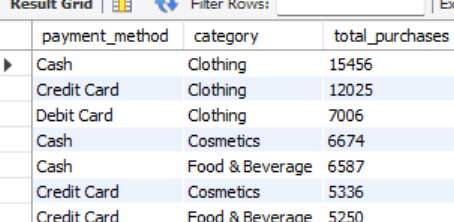 Result Grid Filter Rows: Ex
payment_method category total_purchases
Cash Clothing 15456
Credit Card Clothing 12025
Debit Card Clothing 7006
Cash Cosmetics 6674
Cash Food & Beverage 6587
Credit Card Cosmetics 5336
Credit Card Food & Beverage 5250